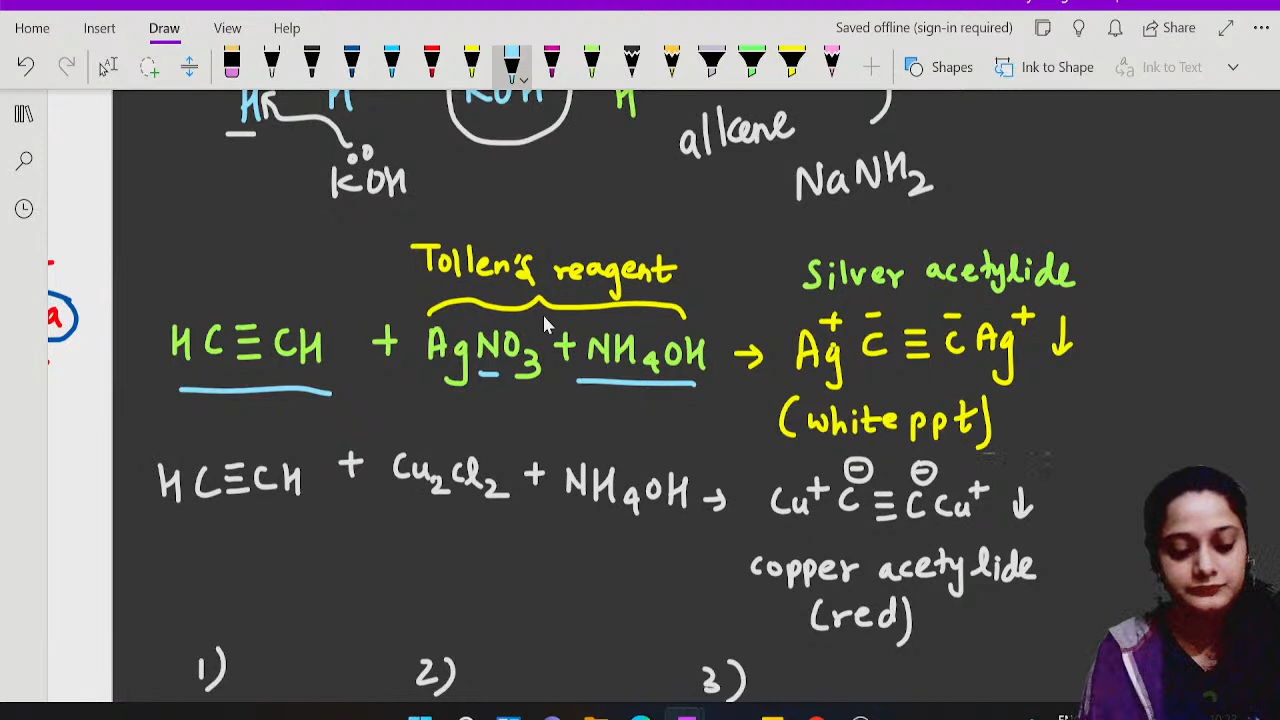 Home Insert Draw View Help Saved offline (sign-in required) Share
Shapes Ink to Shape Ink to Text
H H KOH H alkene
KOH NaNH2
Tollen's reagent Silver acetylide
HC≡CH + AgNO3 + NH4OH → Ag+ C̄ ≡ C̄ Ag+ ↓
(white ppt)
HC≡CH + Cu2Cl2 + NH4OH → Cu+ C⊖ ≡ C⊖ Cu+ ↓
copper acetylide
(red)
1) 2) 3)